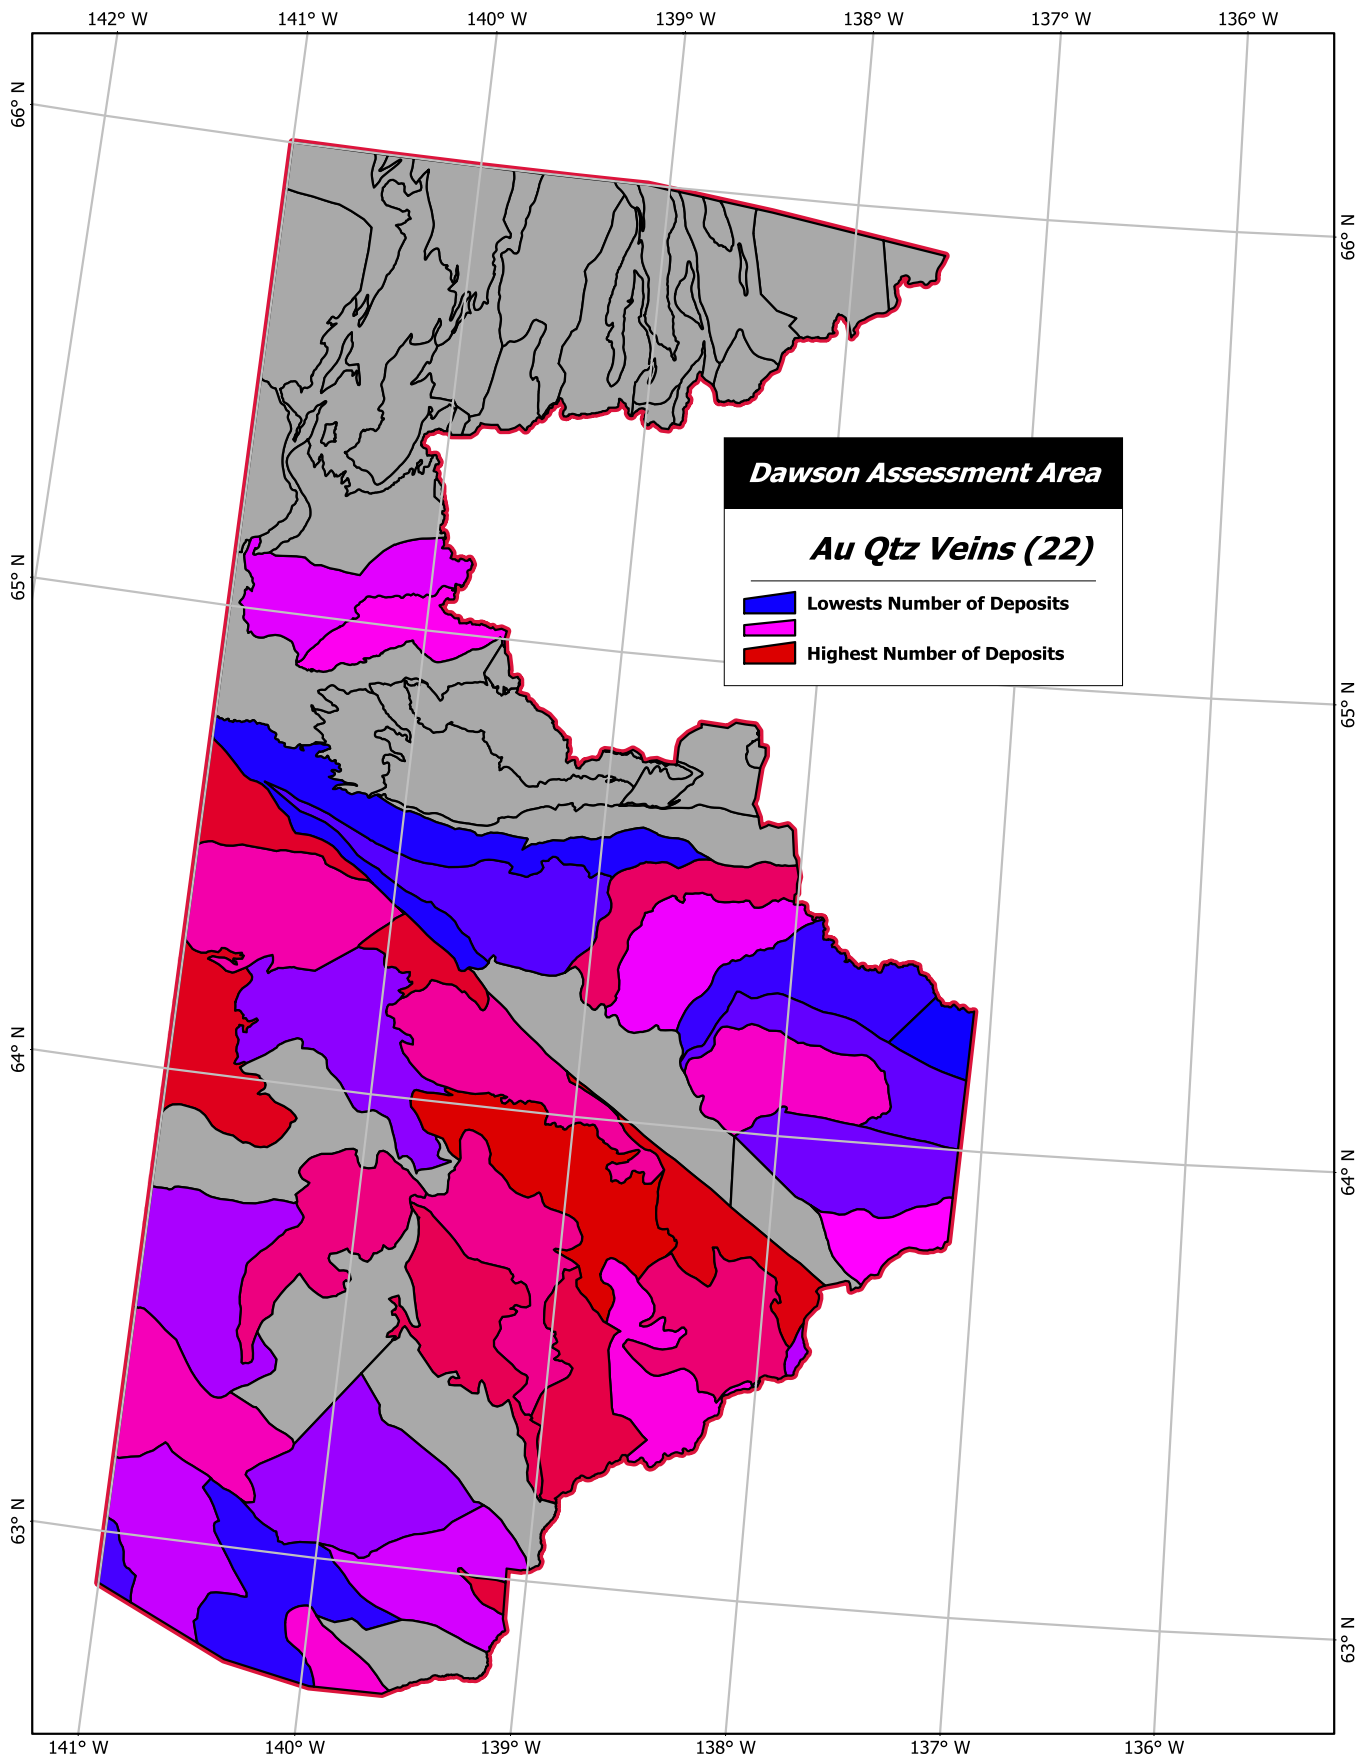 142° W 141° W 140° W 139° W 138° W 137° W 136° W
66° N
66° N
Dawson Assessment Area
Au Qtz Veins (22)
65° N
Lowests Number of Deposits
Highest Number of Deposits
65° N
64° N
64° N
63° N
63° N
141° W 140° W 139° W 138° W 137° W 136° W